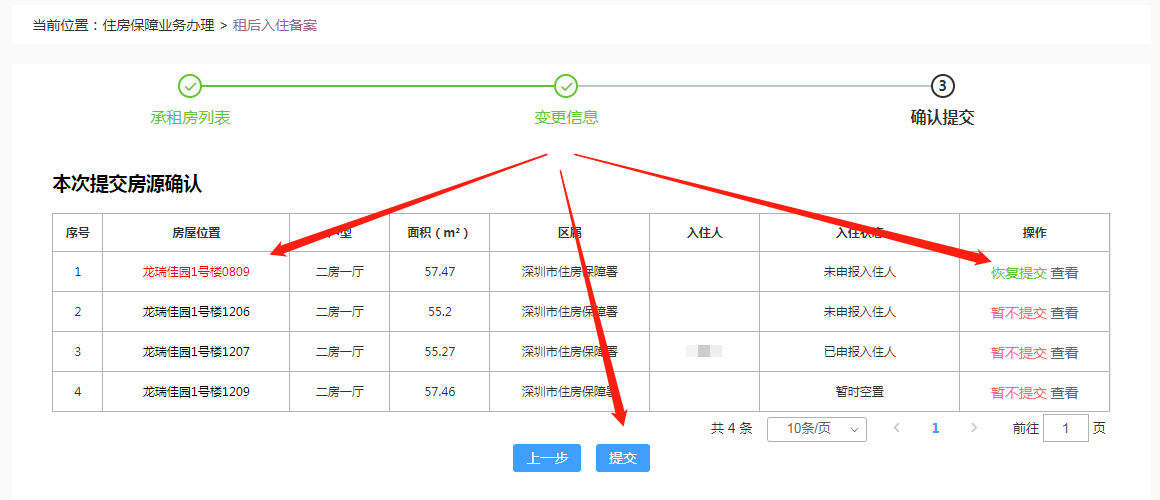 当前位置：住房保障业务办理 > 租后入住备案
3
承租房列表 变更信息 确认提交
本次提交房源确认
序号 房屋位置 户型 面积（m²） 区属 入住人 入住状态 操作
1 龙瑞佳园1号楼0809 二房一厅 57.47 深圳市住房保障署 未申报入住人 恢复提交 查看
2 龙瑞佳园1号楼1206 二房一厅 55.2 深圳市住房保障署 未申报入住人 暂不提交 查看
3 龙瑞佳园1号楼1207 二房一厅 55.27 深圳市住房保障署 已申报入住人 暂不提交 查看
4 龙瑞佳园1号楼1209 二房一厅 57.46 深圳市住房保障署 暂时空置 暂不提交 查看
共 4 条 10条/页 1 前往 1 页
上一步 提交